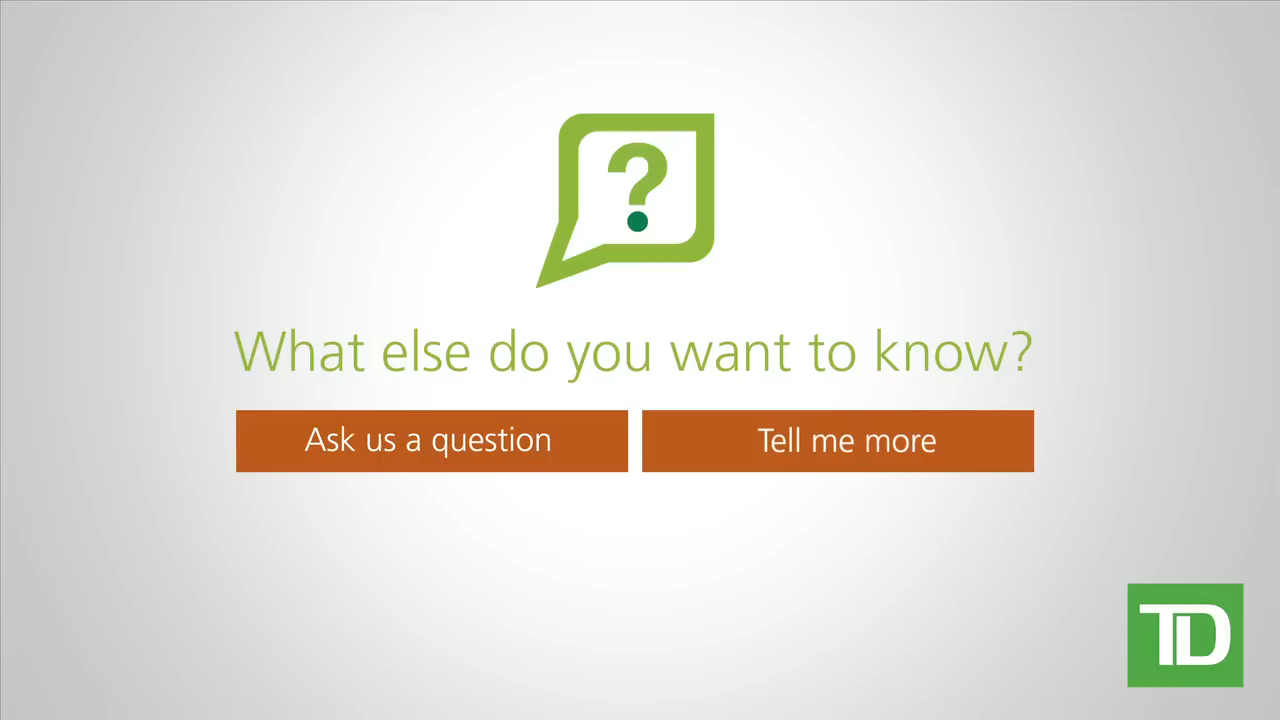 ?
What else do you want to know?
Ask us a question
Tell me more
TD